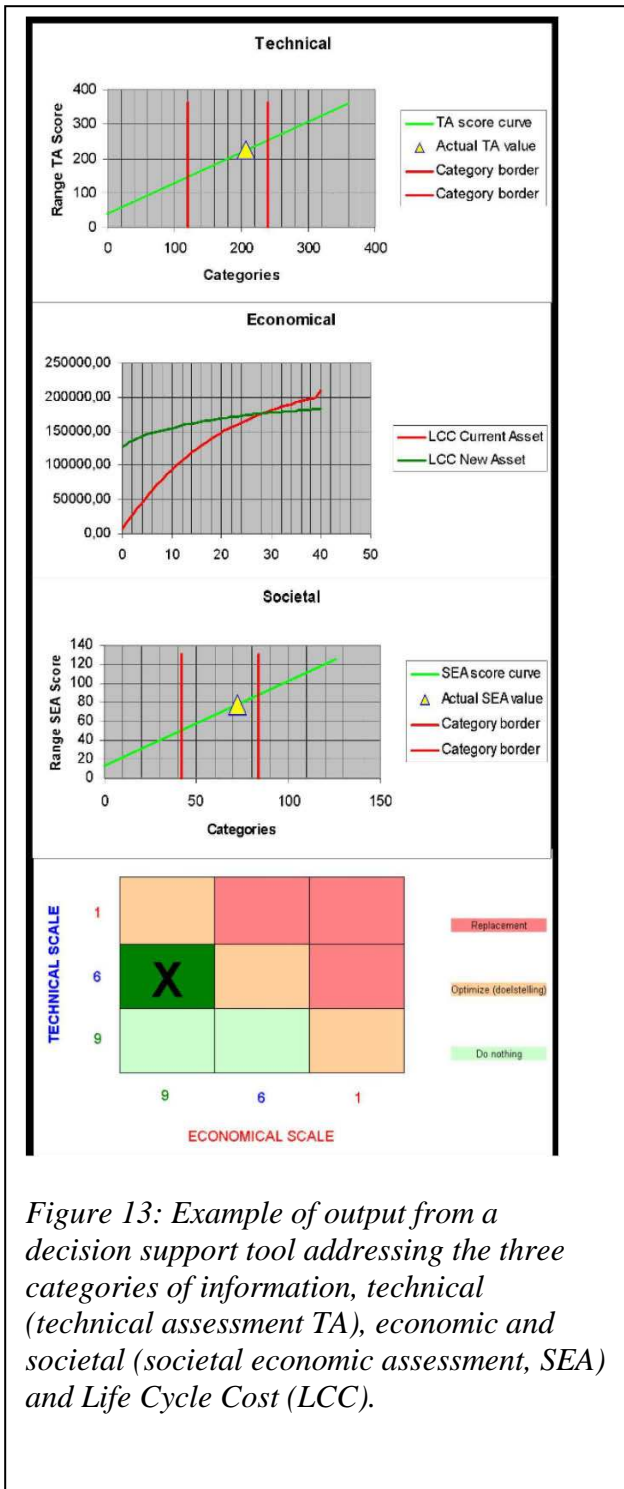 Technical
400
300
200
100
0
Range TA Score
0 100 200 300 400
Categories
TA score curve
Actual TA value
Category border
Category border
Economical
250000,00
200000,00
150000,00
100000,00
50000,00
0,00
0 10 20 30 40 50
LCC Current Asset
LCC New Asset
Societal
140
120
100
80
60
40
20
0
Range SEA Score
0 50 100 150
Categories
SEA score curve
Actual SEA value
Category border
Category border
TECHNICAL SCALE
1
6
9
X
9 6 1
ECONOMICAL SCALE
Replacement
Optimize (doelstelling)
Do nothing
Figure 13: Example of output from a
decision support tool addressing the three
categories of information, technical
(technical assessment TA), economic and
societal (societal economic assessment, SEA)
and Life Cycle Cost (LCC).